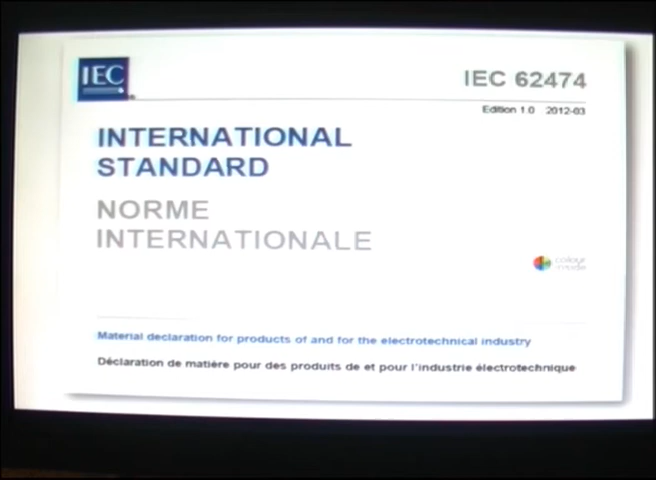 IEC
IEC 62474
Edition 1.0 2012-03
INTERNATIONAL
STANDARD
NORME
INTERNATIONALE
colour
inside
Material declaration for products of and for the electrotechnical industry
Déclaration de matière pour des produits de et pour l'industrie électrotechnique